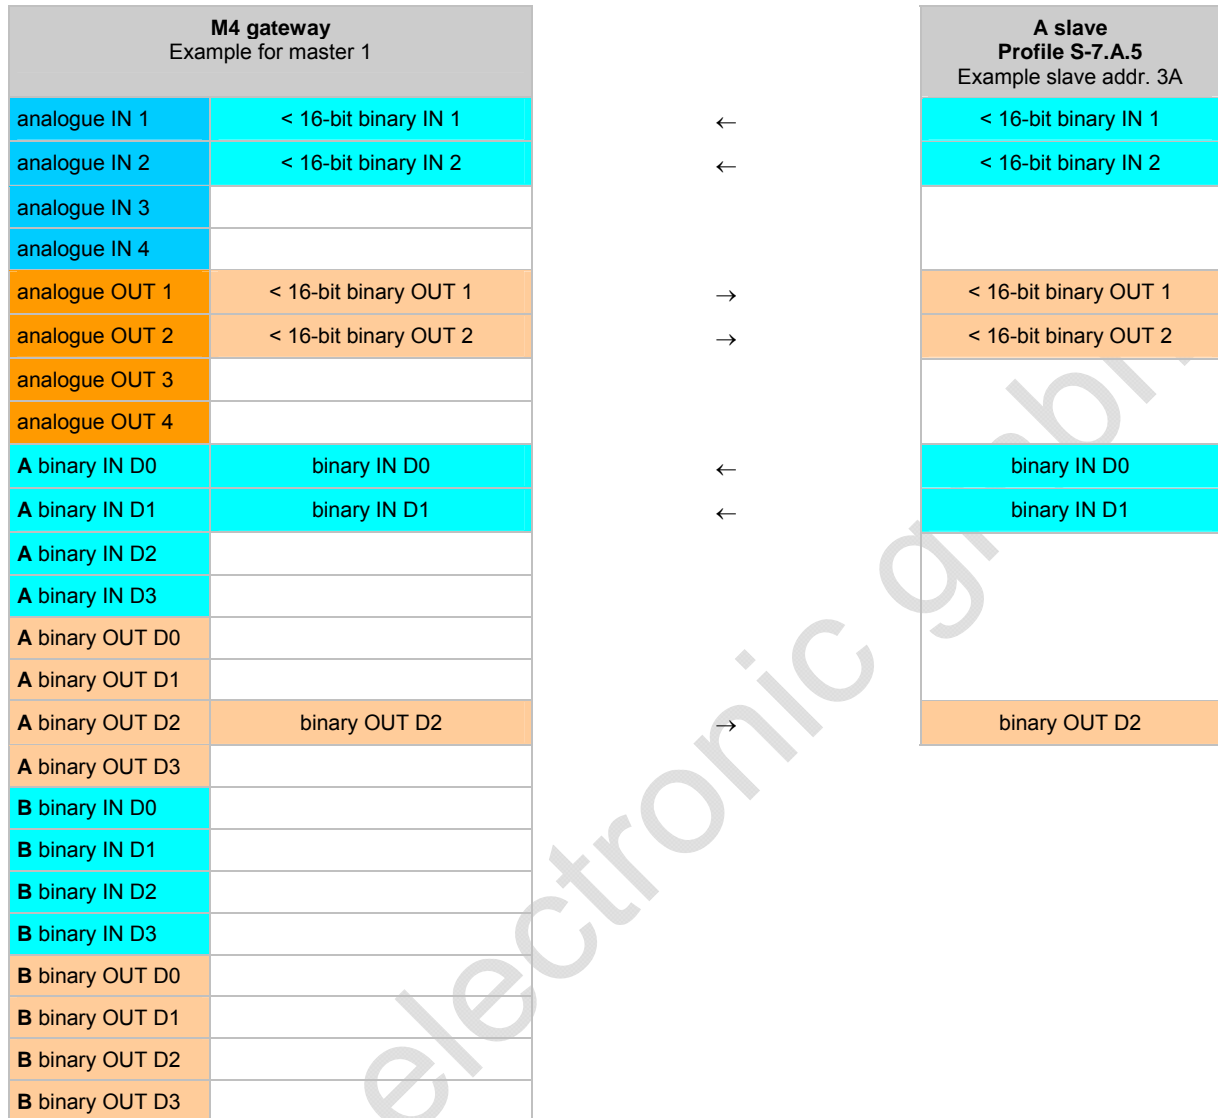 M4 gateway
Example for master 1
A slave
Profile S-7.A.5
Example slave addr. 3A
analogue IN 1 < 16-bit binary IN 1 ← < 16-bit binary IN 1
analogue IN 2 < 16-bit binary IN 2 ← < 16-bit binary IN 2
analogue IN 3
analogue IN 4
analogue OUT 1 < 16-bit binary OUT 1 → < 16-bit binary OUT 1
analogue OUT 2 < 16-bit binary OUT 2 → < 16-bit binary OUT 2
analogue OUT 3
analogue OUT 4
A binary IN D0 binary IN D0 ← binary IN D0
A binary IN D1 binary IN D1 ← binary IN D1
A binary IN D2
A binary IN D3
A binary OUT D0
A binary OUT D1
A binary OUT D2 binary OUT D2 → binary OUT D2
A binary OUT D3
B binary IN D0
B binary IN D1
B binary IN D2
B binary IN D3
B binary OUT D0
B binary OUT D1
B binary OUT D2
B binary OUT D3
electronic gmbh